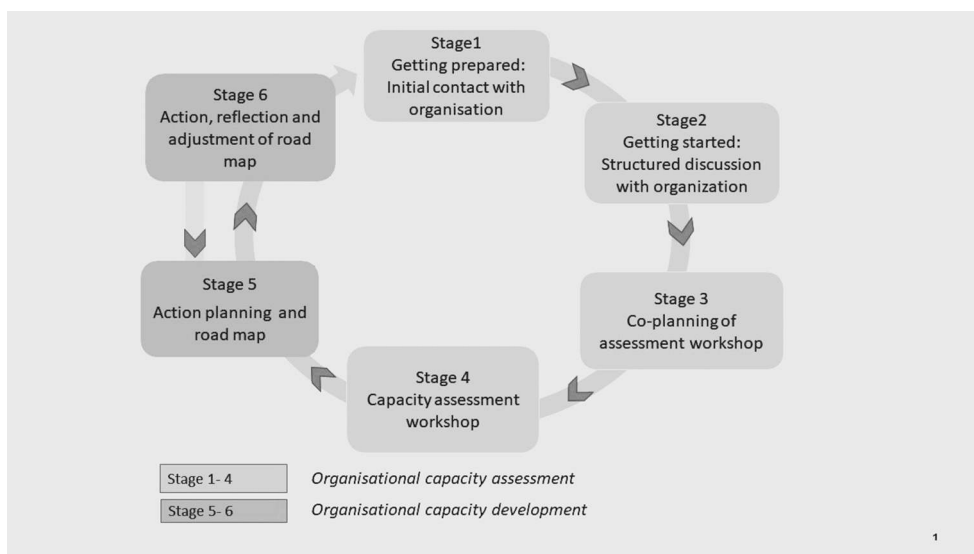 Stage1
Getting prepared:
Initial contact with
organisation
Stage2
Getting started:
Structured discussion
with organization
Stage 3
Co-planning of
assessment workshop
Stage 4
Capacity assessment
workshop
Stage 5
Action planning and
road map
Stage 6
Action, reflection and
adjustment of road
map
Stage 1- 4
Organisational capacity assessment
Stage 5- 6
Organisational capacity development
1